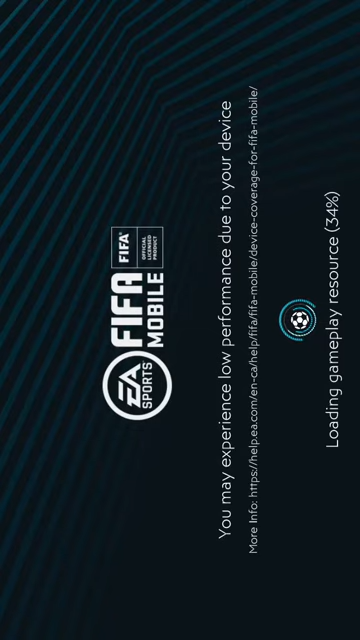 EA SPORTS
FIFA MOBILE
FIFA®
OFFICIAL LICENSED PRODUCT
You may experience low performance due to your device
More Info: https://help.ea.com/en-ca/help/fifa/fifa-mobile/device-coverage-for-fifa-mobile/
Loading gameplay resource (34%)